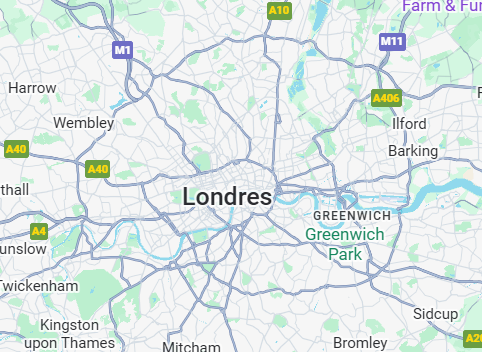 A10
Farm & Fu
M1
M11
Harrow
A406
Wembley
Ilford
A40
Barking
A40
thall
Londres
GREENWICH
A4
Greenwich
Park
unslow
Twickenham
Sidcup
Kingston
upon Thames
Mitcham
Bromley
A20